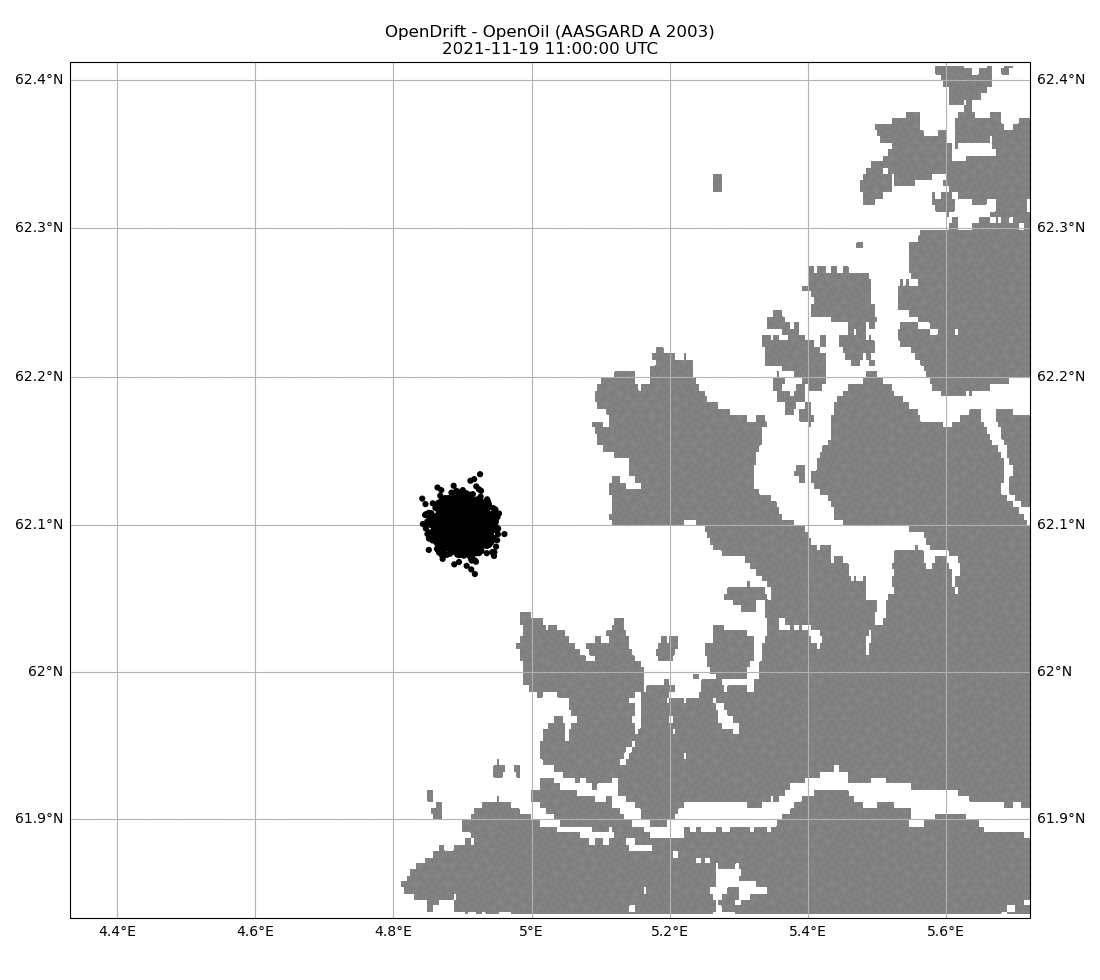 OpenDrift - OpenOil (AASGARD A 2003)
2021-11-19 11:00:00 UTC
62.4°N 62.4°N
62.3°N 62.3°N
62.2°N 62.2°N
62.1°N 62.1°N
62°N 62°N
61.9°N 61.9°N
4.4°E 4.6°E 4.8°E 5°E 5.2°E 5.4°E 5.6°E